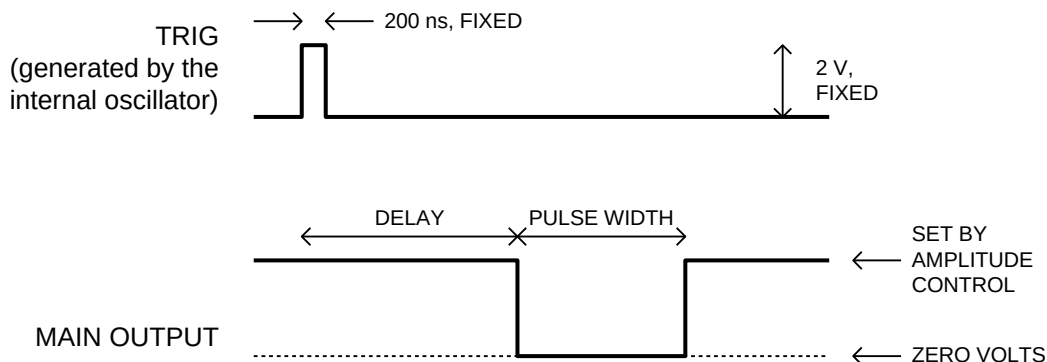 200 ns, FIXED
TRIG
(generated by the
internal oscillator)
2 V,
FIXED
DELAY
PULSE WIDTH
SET BY
AMPLITUDE
CONTROL
MAIN OUTPUT
ZERO VOLTS